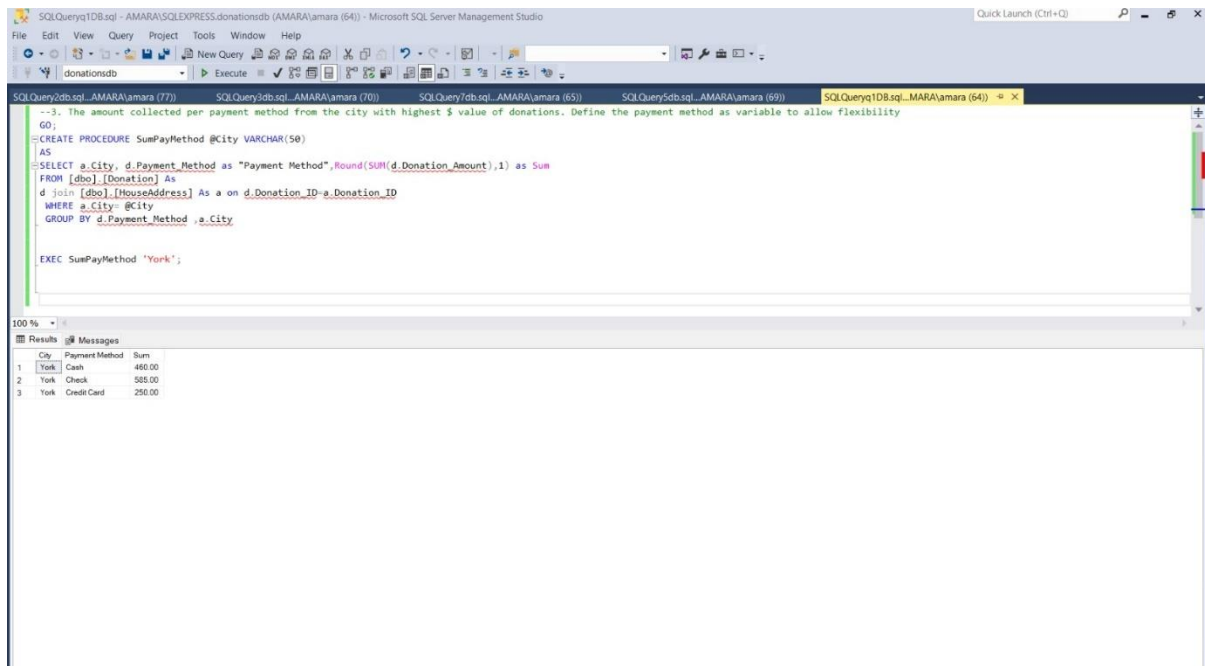 SQLQueryq1DB.sql - AMARA\SQLEXPRESS.donationsdb (AMARA\amara (64)) - Microsoft SQL Server Management Studio
Quick Launch (Ctrl+Q)
File Edit View Query Project Tools Window Help
New Query
donationsdb Execute
SQLQuery2db.sql...AMARA\amara (77)) SQLQuery3db.sql...AMARA\amara (70)) SQLQuery7db.sql...AMARA\amara (65)) SQLQuery5db.sql...AMARA\amara (69)) SQLQueryq1DB.sql...MARA\amara (64))
--3. The amount collected per payment method from the city with highest $ value of donations. Define the payment method as variable to allow flexibility
GO;
CREATE PROCEDURE SumPayMethod @City VARCHAR(50)
AS
SELECT a.City, d.Payment_Method as "Payment Method",Round(SUM(d.Donation_Amount),1) as Sum
FROM [dbo].[Donation] As
d join [dbo].[HouseAddress] As a on d.Donation_ID=a.Donation_ID
WHERE a.City= @City
GROUP BY d.Payment_Method ,a.City
EXEC SumPayMethod 'York';
100 %
Results Messages
City Payment Method Sum
1 York Cash 460.00
2 York Check 585.00
3 York Credit Card 250.00